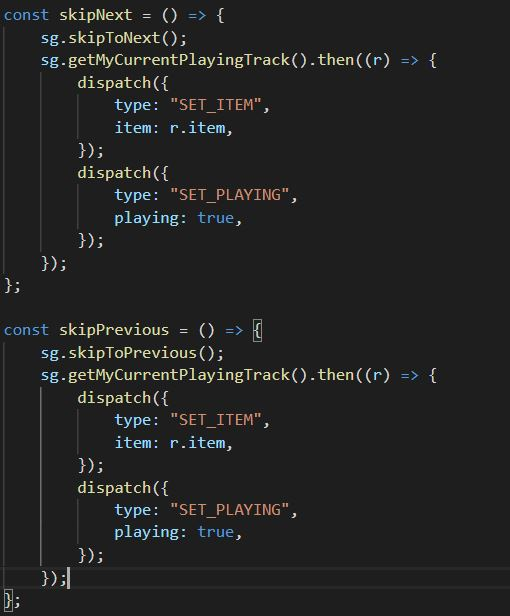 const skipNext = () => {
    sg.skipToNext();
    sg.getMyCurrentPlayingTrack().then((r) => {
        dispatch({
            type: "SET_ITEM",
            item: r.item,
        });
        dispatch({
            type: "SET_PLAYING",
            playing: true,
        });
    });
};

const skipPrevious = () => {
    sg.skipToPrevious();
    sg.getMyCurrentPlayingTrack().then((r) => {
        dispatch({
            type: "SET_ITEM",
            item: r.item,
        });
        dispatch({
            type: "SET_PLAYING",
            playing: true,
        });
    });
};